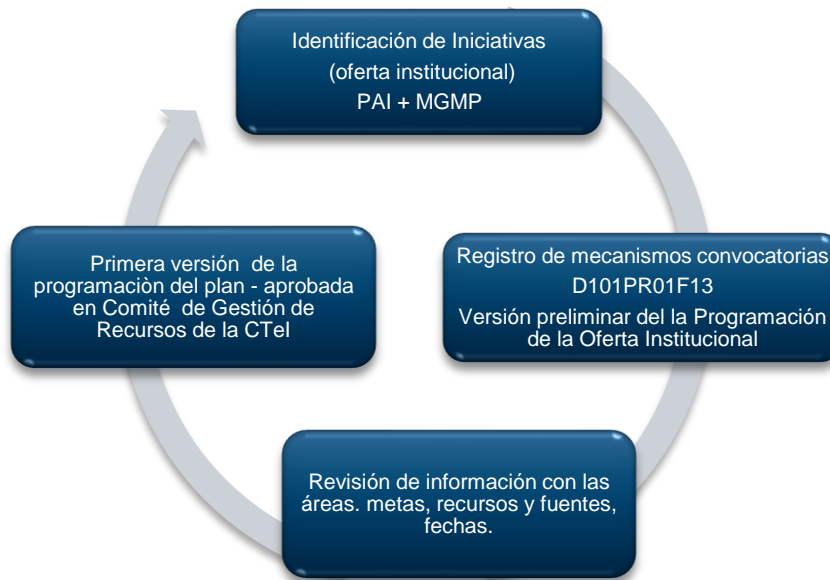 Identificación de Iniciativas
(oferta institucional)
PAI + MGMP
Registro de mecanismos convocatorias
D101PR01F13
Versión preliminar del la Programación
de la Oferta Institucional
Revisión de información con las
áreas. metas, recursos y fuentes,
fechas.
Primera versión de la
programaciòn del plan - aprobada
en Comité de Gestión de
Recursos de la CTeI